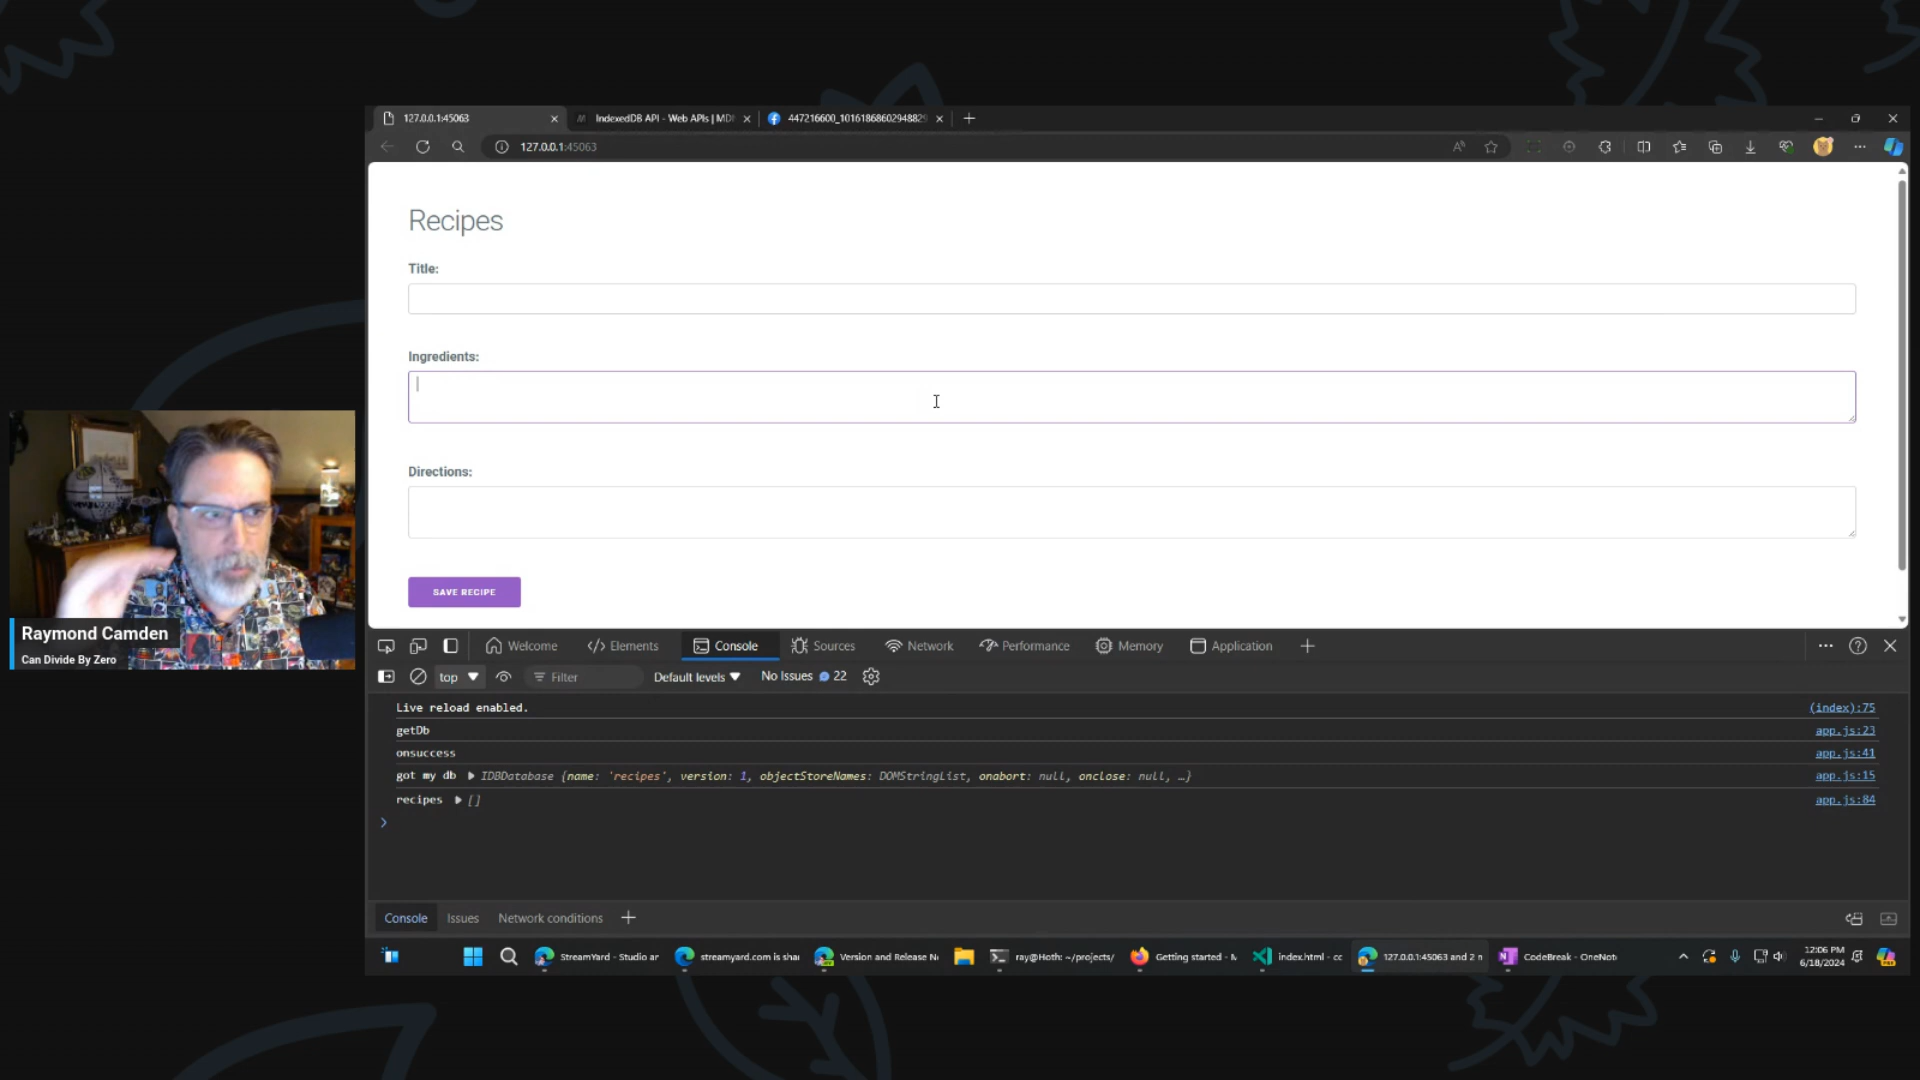 127.0.0.1:45063
IndexedDB API - Web APIs | MDN
447216600_10161868602948829
127.0.0.1:45063
Recipes
Title:
Ingredients:
Directions:
SAVE RECIPE
Raymond Camden
Can Divide By Zero
Welcome
Elements
Console
Sources
Network
Performance
Memory
Application
top
Filter
Default levels
No Issues
22
Live reload enabled.
(index):75
getDb
app.js:23
onsuccess
app.js:41
got my db ▶ IDBDatabase {name: 'recipes', version: 1, objectStoreNames: DOMStringList, onabort: null, onclose: null, …}
app.js:15
recipes ▶ []
app.js:84
Console
Issues
Network conditions
StreamYard - Studio ar
streamyard.com is shar
Version and Release N
ray@Hoth: ~/projects/
Getting started -
index.html - cc
127.0.0.1:45063 and 2 n
CodeBreak - OneNot
12:06 PM
6/18/2024